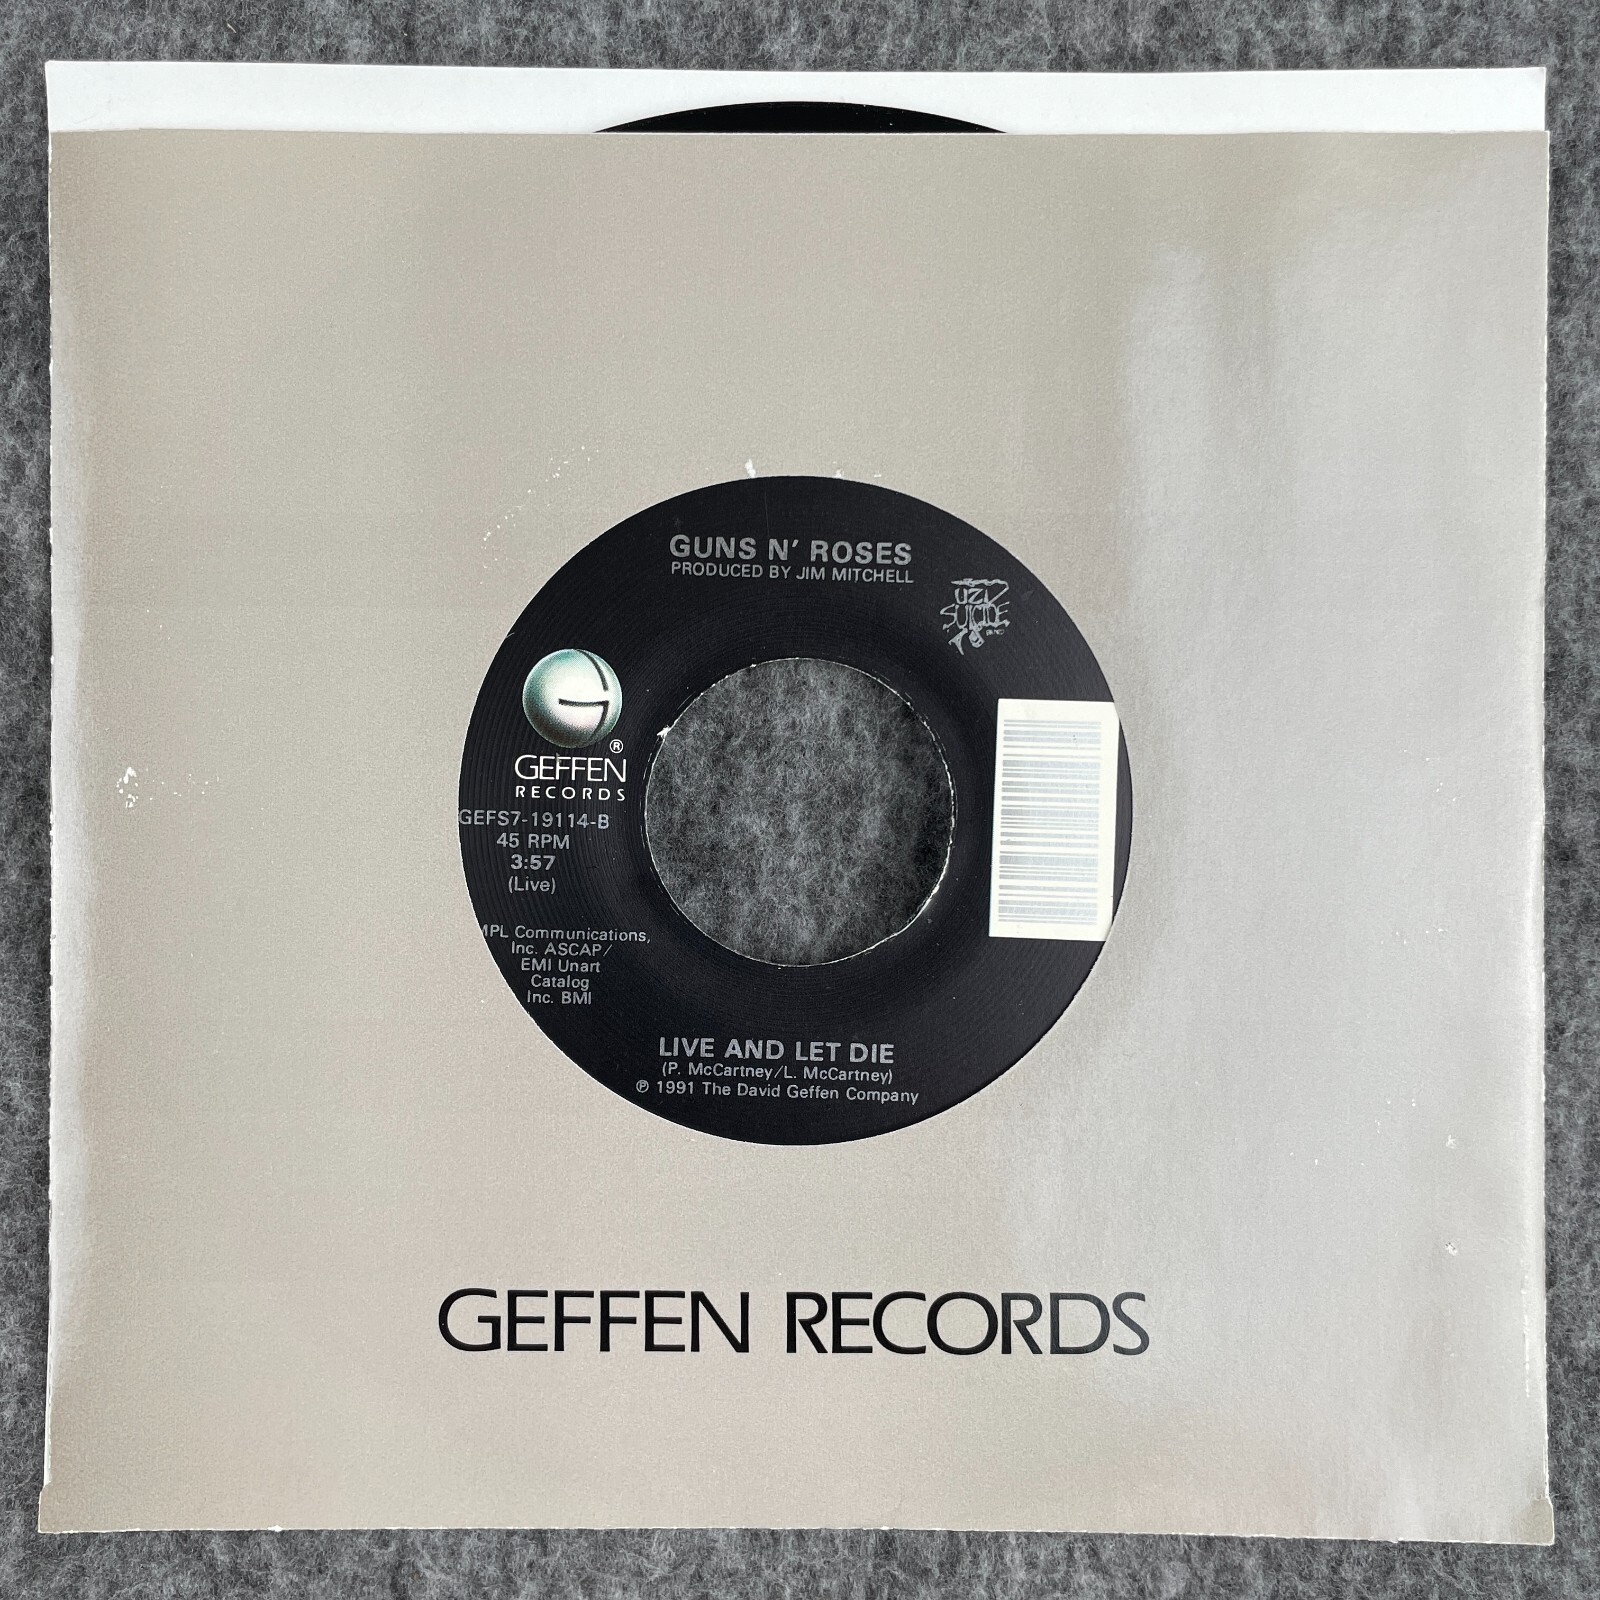 GUNS N' ROSES
PRODUCED BY JIM MITCHELL
UZI
SUICIDE
®
GEFFEN
RECORDS
GEFS7-19114-B
45 RPM
3:57
(Live)
MPL Communications,
Inc. ASCAP/
EMI Unart
Catalog
Inc. BMI
LIVE AND LET DIE
(P. McCartney/L. McCartney)
℗ 1991 The David Geffen Company
GEFFEN RECORDS